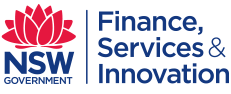 NSW
GOVERNMENT
Finance,
Services &
Innovation